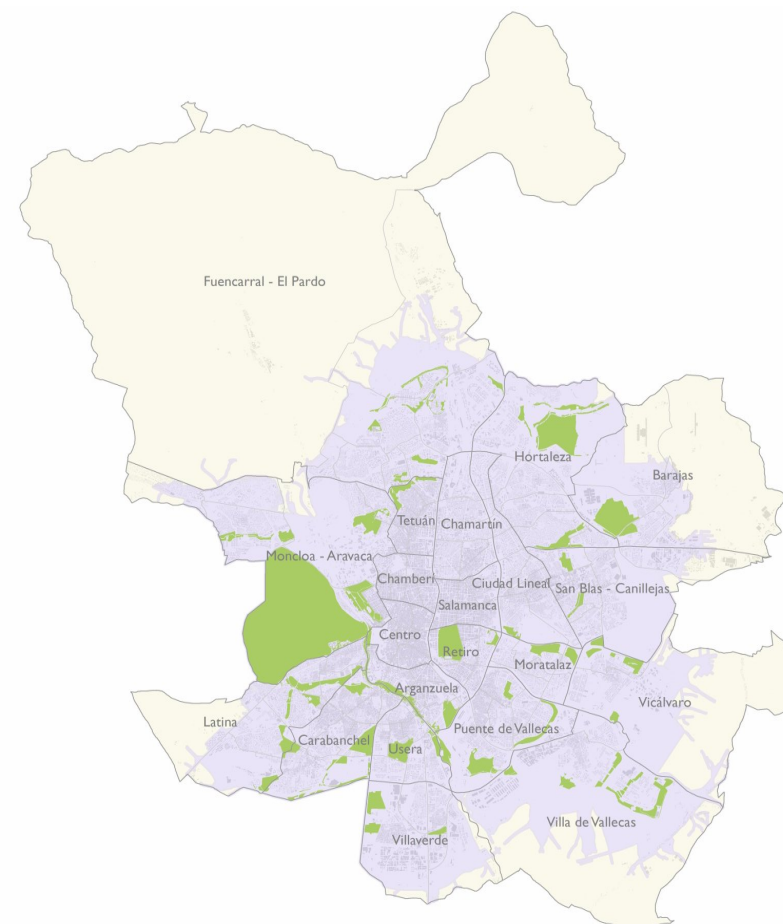 Fuencarral - El Pardo
Hortaleza
Barajas
Tetuán
Chamartín
Moncloa - Aravaca
Chamberí
Ciudad Lineal
San Blas - Canillejas
Salamanca
Centro
Retiro
Moratalaz
Arganzuela
Vicálvaro
Latina
Puente de Vallecas
Carabanchel
Usera
Villa de Vallecas
Villaverde